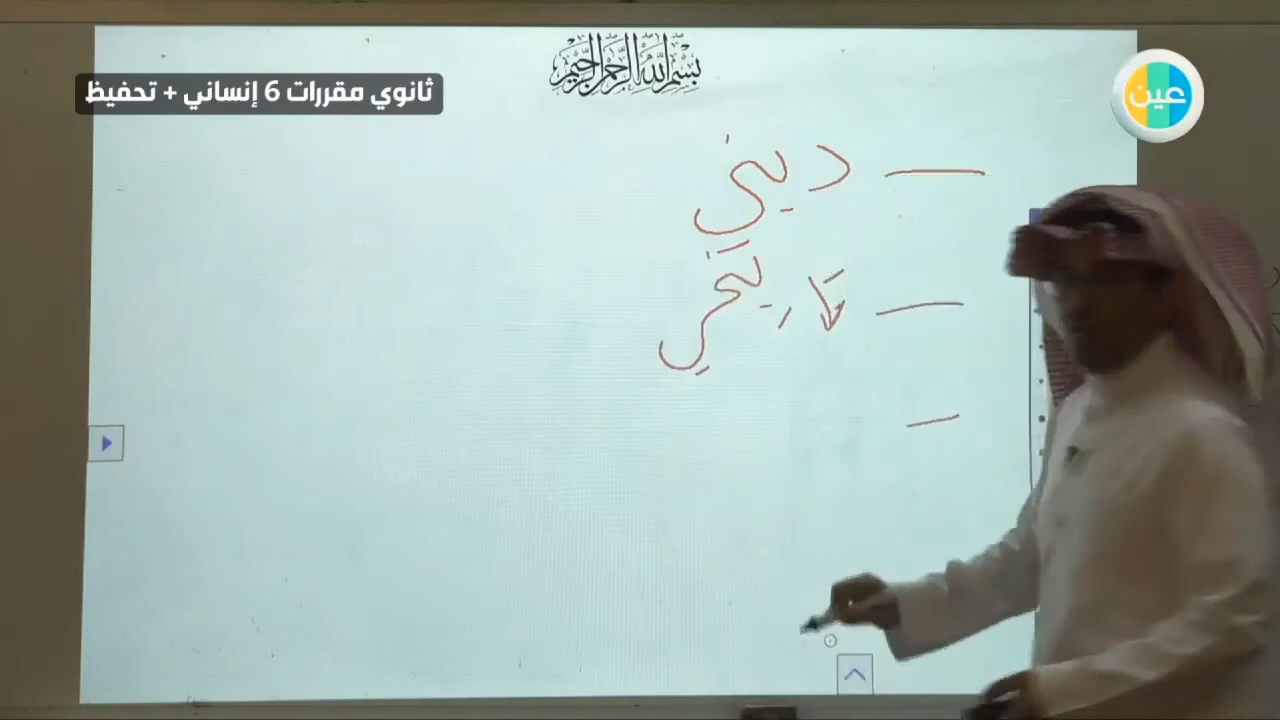 بسم الله الرحمن الرحيم
ثانوي مقررات 6 إنساني + تحفيظ
عين
— ديني
— تاريخي
—